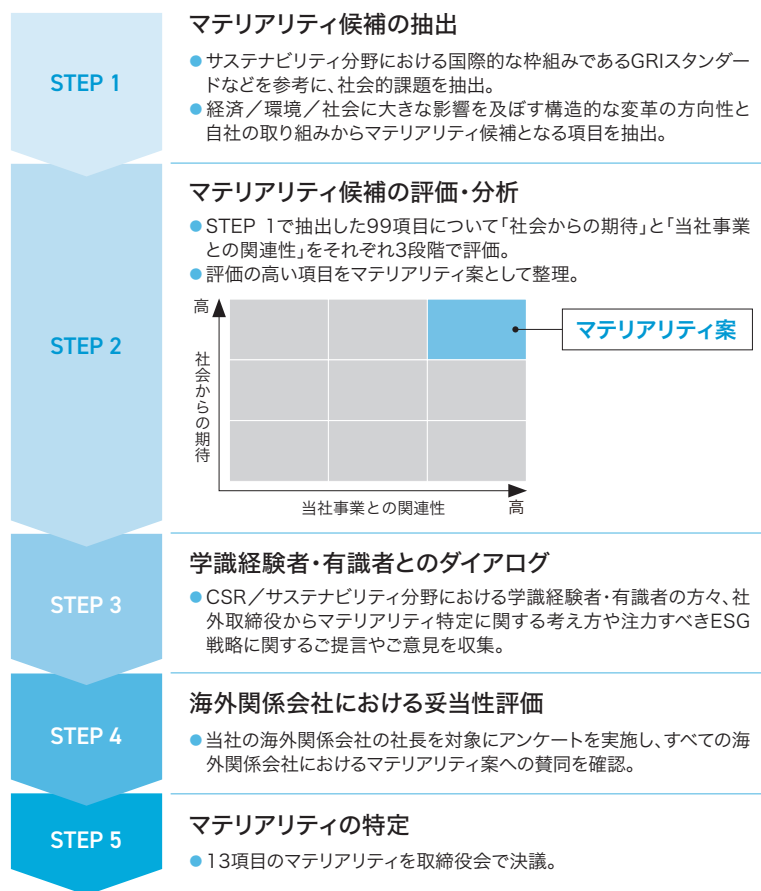 STEP 1
マテリアリティ候補の抽出
●サステナビリティ分野における国際的な枠組みであるGRIスタンダー
ドなどを参考に、社会的課題を抽出。
●経済／環境／社会に大きな影響を及ぼす構造的な変革の方向性と
自社の取り組みからマテリアリティ候補となる項目を抽出。
STEP 2
マテリアリティ候補の評価・分析
●STEP 1で抽出した99項目について「社会からの期待」と「当社事業
との関連性」をそれぞれ3段階で評価。
●評価の高い項目をマテリアリティ案として整理。
高
社会からの期待
マテリアリティ案
当社事業との関連性
高
STEP 3
学識経験者・有識者とのダイアログ
●CSR／サステナビリティ分野における学識経験者・有識者の方々、社
外取締役からマテリアリティ特定に関する考え方や注力すべきESG
戦略に関するご提言やご意見を収集。
STEP 4
海外関係会社における妥当性評価
●当社の海外関係会社の社長を対象にアンケートを実施し、すべての海
外関係会社におけるマテリアリティ案への賛同を確認。
STEP 5
マテリアリティの特定
●13項目のマテリアリティを取締役会で決議。